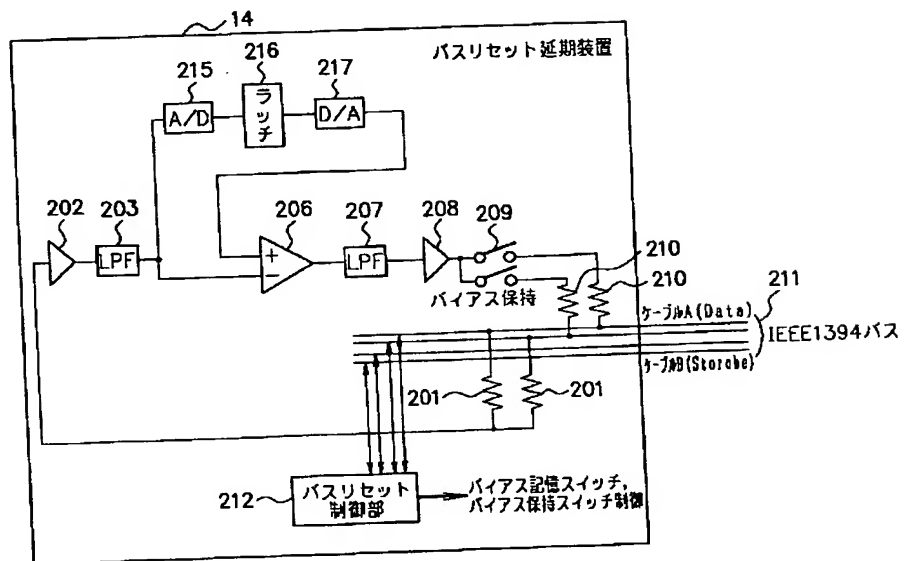 14
バスリセット延期装置
215
216
217
A/D
ラッチ
D/A
202
203
LPF
206
+
−
207
LPF
208
209
バイアス保持
210
210
211
ケーブルA(Data)
IEEE1394バス
ケーブルB(Storobe)
201
201
212
バスリセット
制御部
バイアス記憶スイッチ,
バイアス保持スイッチ制御